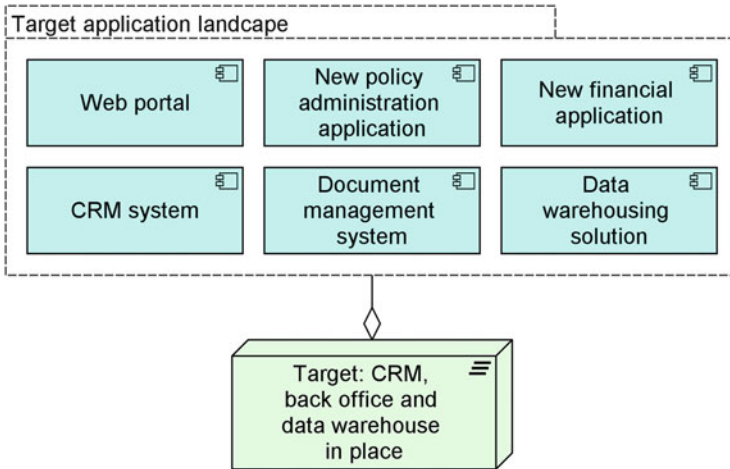 Target application landscape
Web portal
New policy
administration
application
New financial
application
CRM system
Document
management
system
Data
warehousing
solution
Target: CRM,
back office and
data warehouse
in place